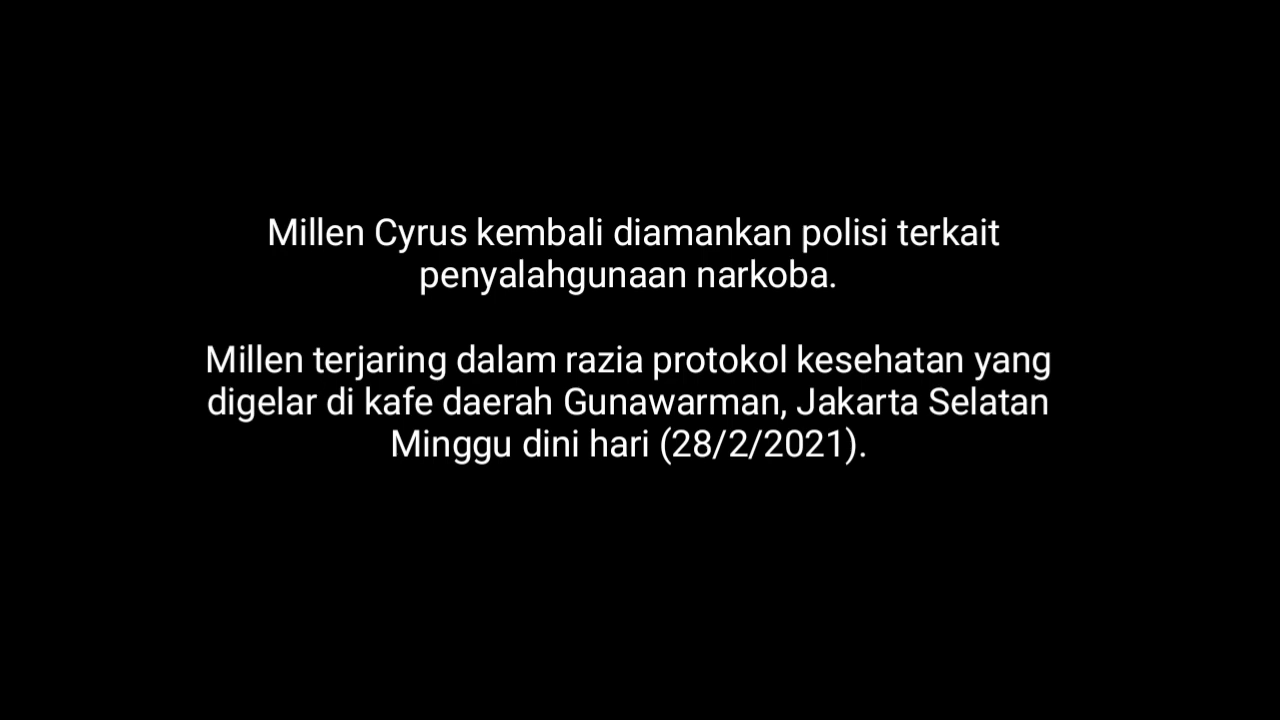 Millen Cyrus kembali diamankan polisi terkait
penyalahgunaan narkoba.
Millen terjaring dalam razia protokol kesehatan yang
digelar di kafe daerah Gunawarman, Jakarta Selatan
Minggu dini hari (28/2/2021).